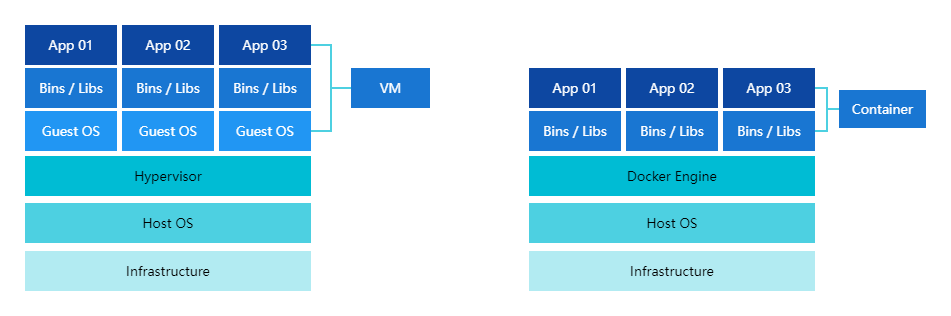 App 01 App 02 App 03
Bins / Libs Bins / Libs Bins / Libs
VM
Guest OS Guest OS Guest OS
Hypervisor
Host OS
Infrastructure
App 01 App 02 App 03
Container
Bins / Libs Bins / Libs Bins / Libs
Docker Engine
Host OS
Infrastructure